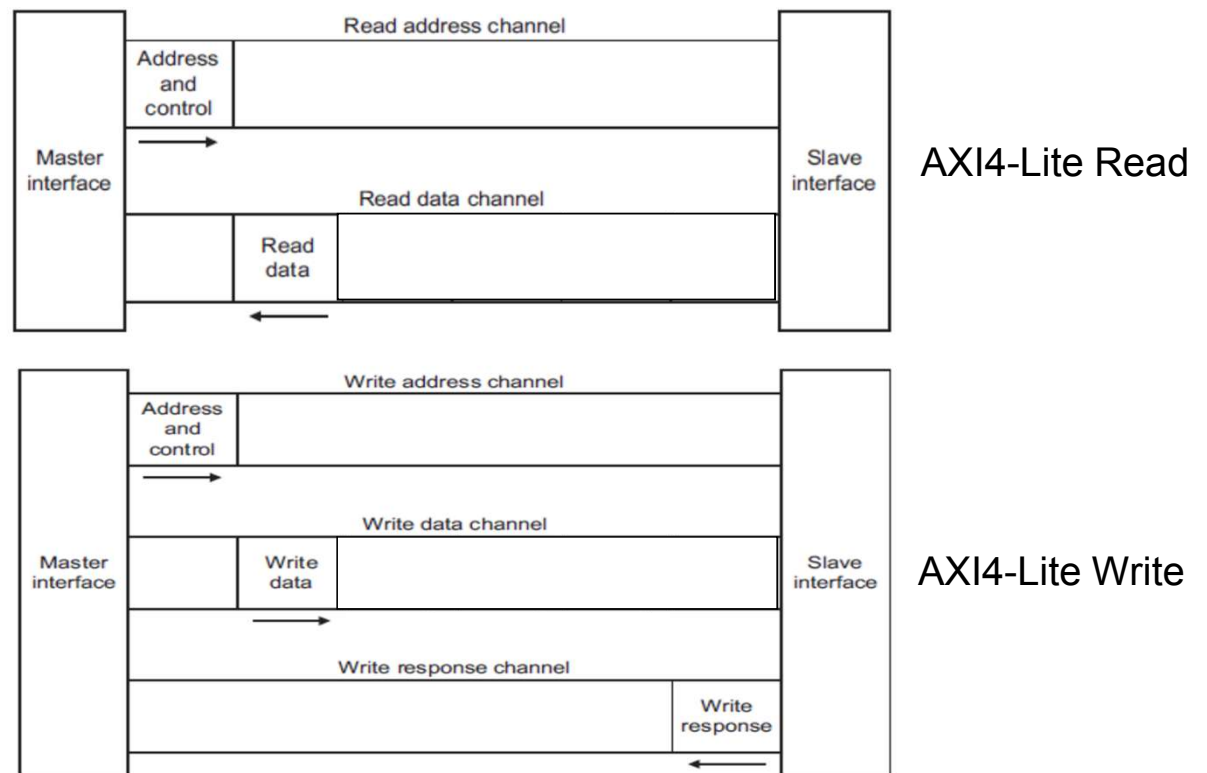 Read address channel
Address
and
control
Master
interface
Slave
interface
AXI4-Lite Read
Read data channel
Read
data
Write address channel
Address
and
control
Write data channel
Master
interface
Write
data
Slave
interface
AXI4-Lite Write
Write response channel
Write
response